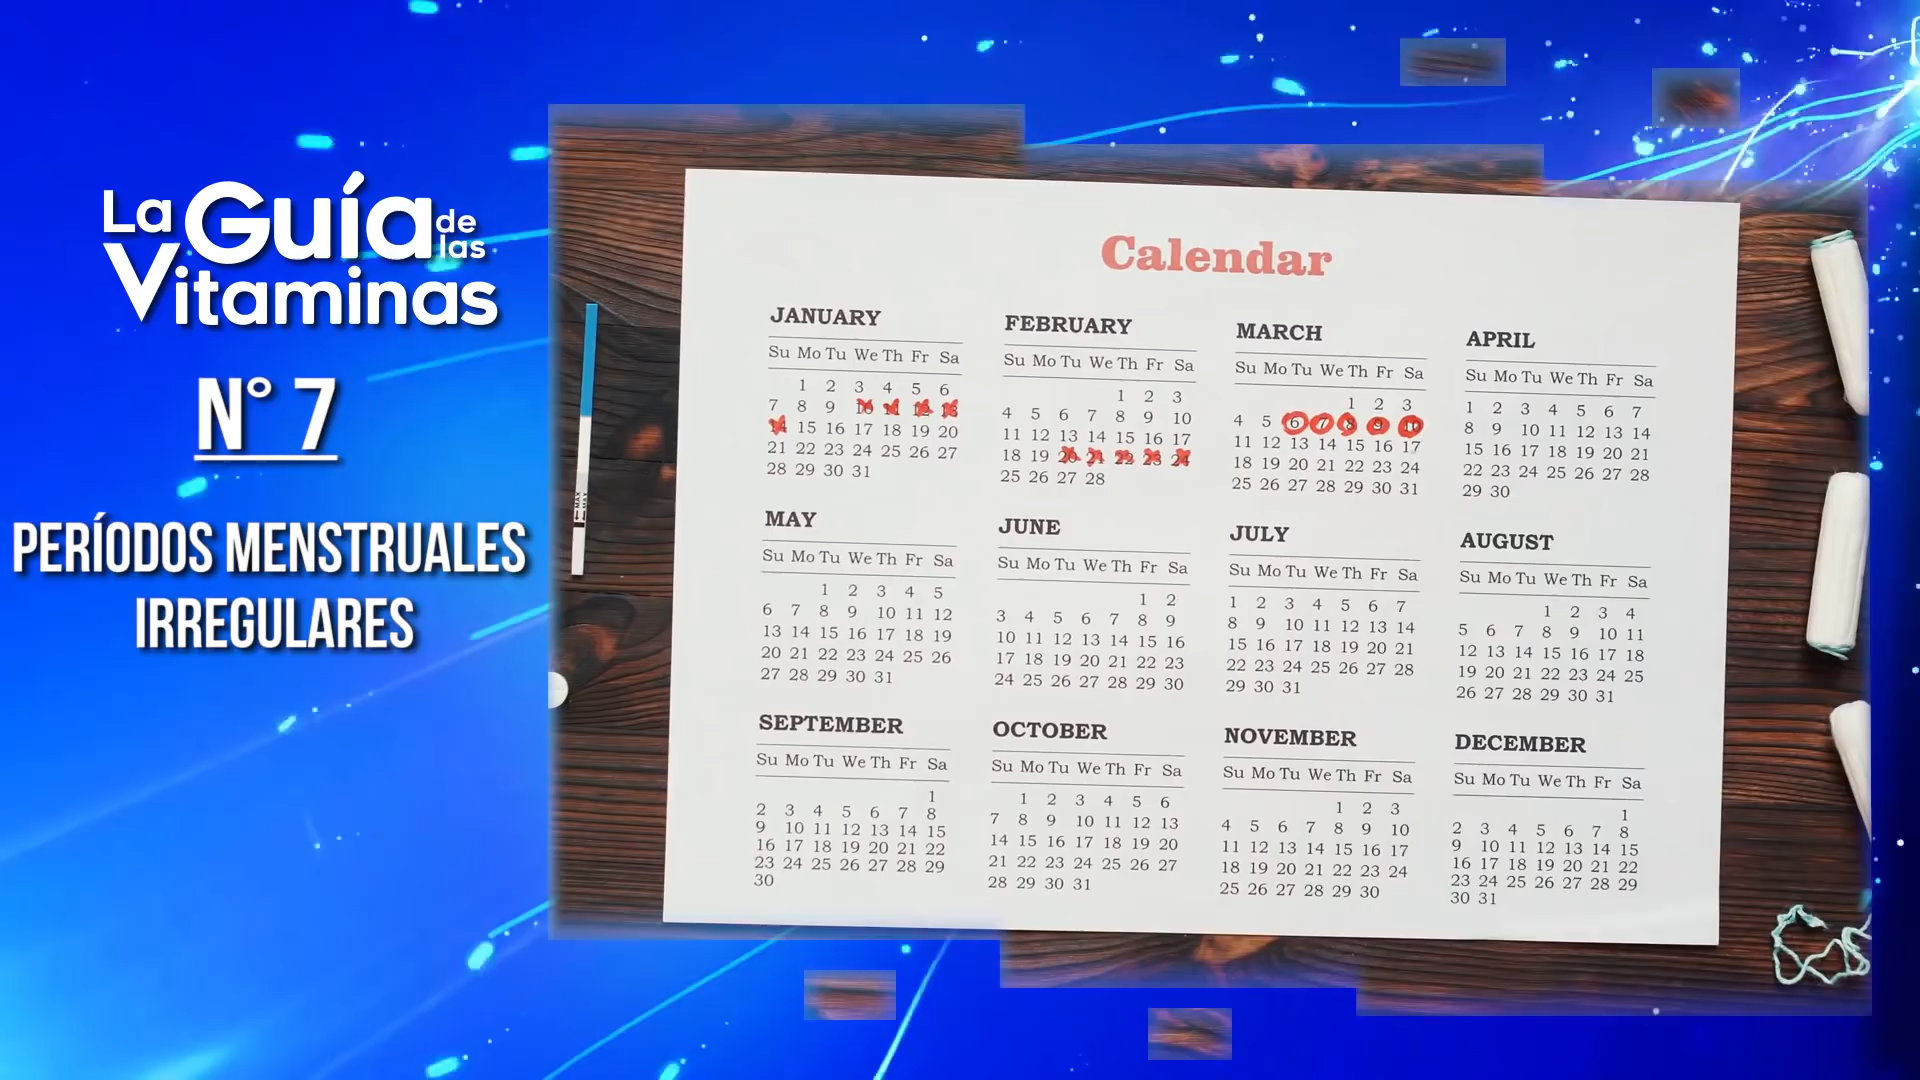 La Guía de las
Vitaminas
N° 7
PERÍODOS MENSTRUALES
IRREGULARES
Calendar
JANUARY
Su Mo Tu We Th Fr Sa
1 2 3 4 5 6
7 8 9 10 11 12 13
14 15 16 17 18 19 20
21 22 23 24 25 26 27
28 29 30 31
FEBRUARY
Su Mo Tu We Th Fr Sa
1 2 3
4 5 6 7 8 9 10
11 12 13 14 15 16 17
18 19 20 21 22 23 24
25 26 27 28
MARCH
Su Mo Tu We Th Fr Sa
1 2 3
4 5 6 7 8 9 10
11 12 13 14 15 16 17
18 19 20 21 22 23 24
25 26 27 28 29 30 31
APRIL
Su Mo Tu We Th Fr Sa
1 2 3 4 5 6 7
8 9 10 11 12 13 14
15 16 17 18 19 20 21
22 23 24 25 26 27 28
29 30
MAY
Su Mo Tu We Th Fr Sa
1 2 3 4 5
6 7 8 9 10 11 12
13 14 15 16 17 18 19
20 21 22 23 24 25 26
27 28 29 30 31
JUNE
Su Mo Tu We Th Fr Sa
1 2
3 4 5 6 7 8 9
10 11 12 13 14 15 16
17 18 19 20 21 22 23
24 25 26 27 28 29 30
JULY
Su Mo Tu We Th Fr Sa
1 2 3 4 5 6 7
8 9 10 11 12 13 14
15 16 17 18 19 20 21
22 23 24 25 26 27 28
29 30 31
AUGUST
Su Mo Tu We Th Fr Sa
1 2 3 4
5 6 7 8 9 10 11
12 13 14 15 16 17 18
19 20 21 22 23 24 25
26 27 28 29 30 31
SEPTEMBER
Su Mo Tu We Th Fr Sa
1
2 3 4 5 6 7 8
9 10 11 12 13 14 15
16 17 18 19 20 21 22
23 24 25 26 27 28 29
30
OCTOBER
Su Mo Tu We Th Fr Sa
1 2 3 4 5 6
7 8 9 10 11 12 13
14 15 16 17 18 19 20
21 22 23 24 25 26 27
28 29 30 31
NOVEMBER
Su Mo Tu We Th Fr Sa
1 2 3
4 5 6 7 8 9 10
11 12 13 14 15 16 17
18 19 20 21 22 23 24
25 26 27 28 29 30
DECEMBER
Su Mo Tu We Th Fr Sa
1
2 3 4 5 6 7 8
9 10 11 12 13 14 15
16 17 18 19 20 21 22
23 24 25 26 27 28 29
30 31
MAX
MAX